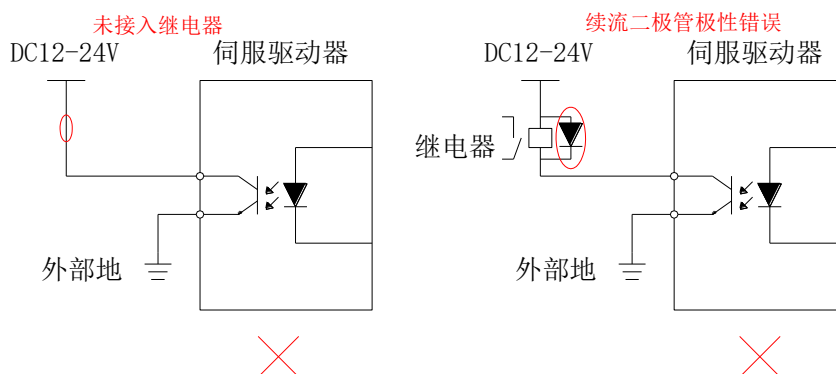 未接入继电器
DC12-24V
伺服驱动器
外部地
续流二极管极性错误
DC12-24V
伺服驱动器
继电器
外部地